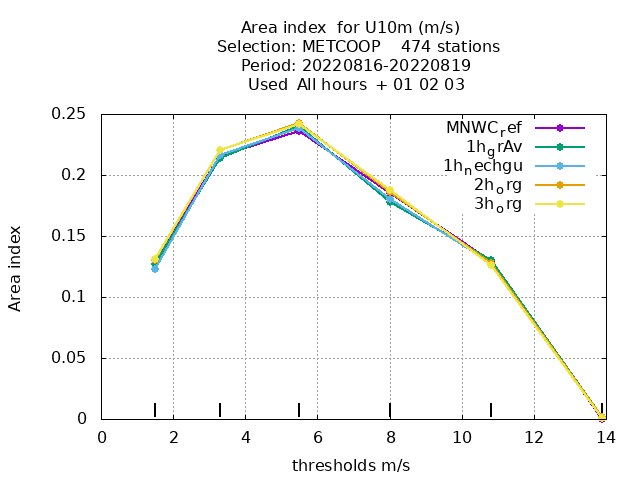 Area index  for U10m (m/s)
Selection: METCOOP    474 stations
Period: 20220816-20220819
Used  All hours  + 01 02 03
MNWC_ref
1h_grAv
1h_nechgu
2h_org
3h_org
0.25
0.2
0.15
0.1
0.05
0
Area index
0 2 4 6 8 10 12 14
thresholds m/s